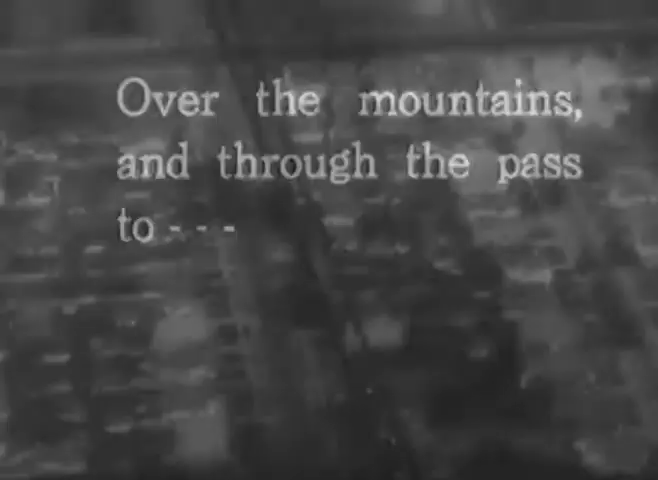 Over the mountains,
and through the pass
to - - -